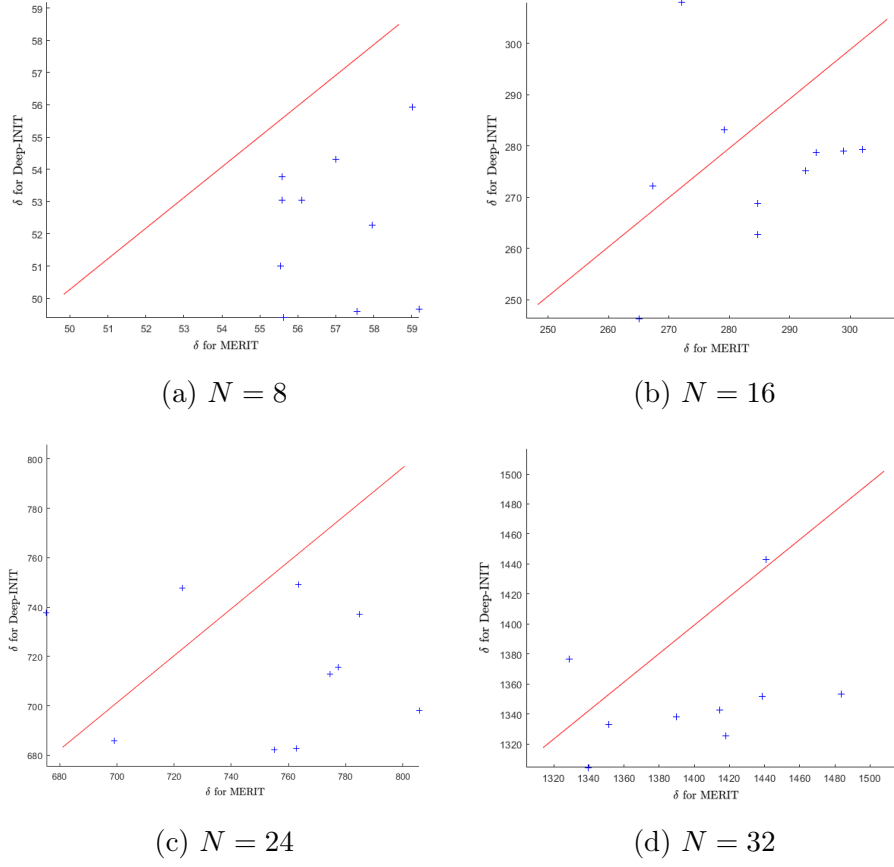 59
58
57
56
55
54
53
52
51
50
δ for Deep-INIT
50 51 52 53 54 55 56 57 58 59
δ for MERIT
(a) N = 8
300
290
280
270
260
250
δ for Deep-INIT
250 260 270 280 290 300
δ for MERIT
(b) N = 16
800
780
760
740
720
700
680
δ for Deep-INIT
680 700 720 740 760 780 800
δ for MERIT
(c) N = 24
1500
1480
1460
1440
1420
1400
1380
1360
1340
1320
δ for Deep-INIT
1320 1340 1360 1380 1400 1420 1440 1460 1480 1500
δ for MERIT
(d) N = 32